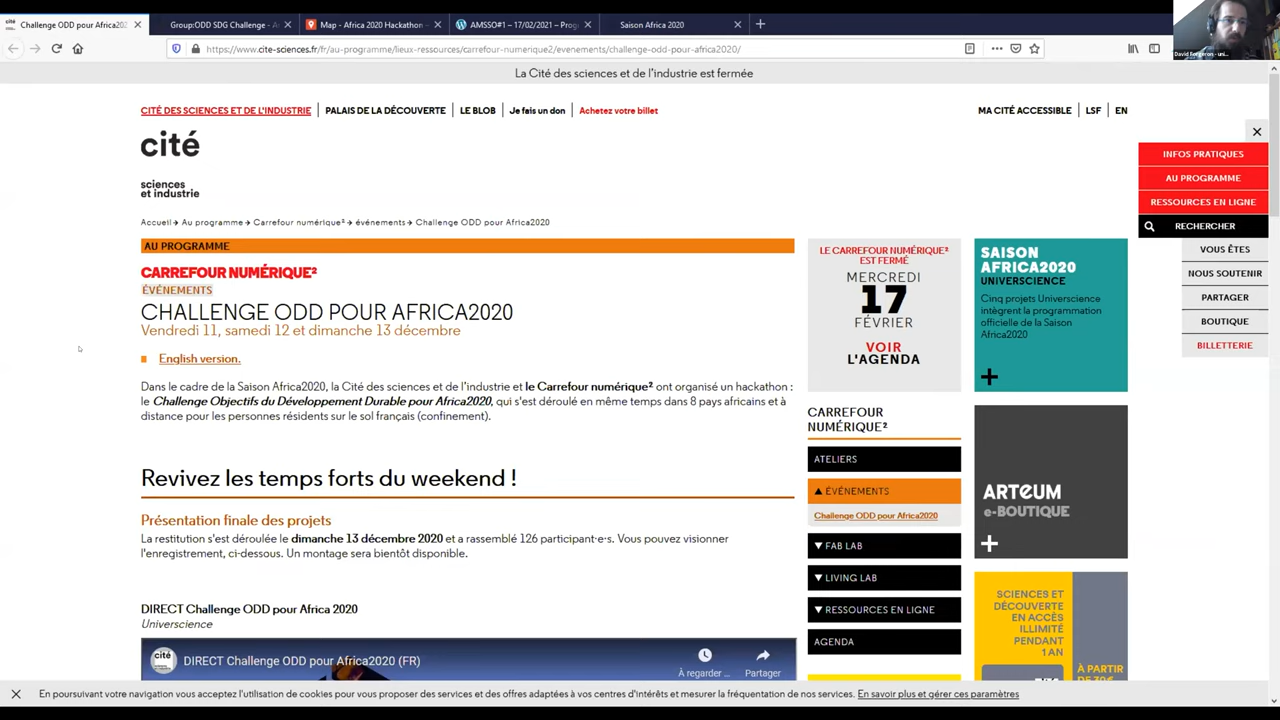 Challenge ODD pour Africa202
Group:ODD SDG Challenge - A
Map - Africa 2020 Hackathon -
AMSSO#1 – 17/02/2021 – Prog
Saison Africa 2020
https://www.cite-sciences.fr/fr/au-programme/lieux-ressources/carrefour-numerique2/evenements/challenge-odd-pour-africa2020/
La Cité des sciences et de l'industrie est fermée
CITÉ DES SCIENCES ET DE L'INDUSTRIE
PALAIS DE LA DÉCOUVERTE
LE BLOB
Je fais un don
Achetez votre billet
MA CITÉ ACCESSIBLE
LSF
EN
cité
sciences
et industrie
INFOS PRATIQUES
AU PROGRAMME
RESSOURCES EN LIGNE
RECHERCHER
VOUS ÊTES
NOUS SOUTENIR
PARTAGER
BOUTIQUE
BILLETTERIE
Accueil → Au programme → Carrefour numérique² → événements → Challenge ODD pour Africa2020
AU PROGRAMME
CARREFOUR NUMÉRIQUE²
ÉVÉNEMENTS
CHALLENGE ODD POUR AFRICA2020
Vendredi 11, samedi 12 et dimanche 13 décembre
English version.
Dans le cadre de la Saison Africa2020, la Cité des sciences et de l'industrie et le Carrefour numérique² ont organisé un hackathon :
le Challenge Objectifs du Développement Durable pour Africa2020, qui s'est déroulé en même temps dans 8 pays africains et à
distance pour les personnes résidents sur le sol français (confinement).
Revivez les temps forts du weekend !
Présentation finale des projets
La restitution s'est déroulée le dimanche 13 décembre 2020 et a rassemblé 126 participant·e·s. Vous pouvez visionner
l'enregistrement, ci-dessous. Un montage sera bientôt disponible.
DIRECT Challenge ODD pour Africa 2020
Universcience
cité
DIRECT Challenge ODD pour Africa2020 (FR)
À regarder ...
Partager
LE CARREFOUR NUMÉRIQUE²
EST FERMÉ
MERCREDI
17
FÉVRIER
VOIR
L'AGENDA
CARREFOUR
NUMÉRIQUE²
ATELIERS
ÉVÉNEMENTS
Challenge ODD pour Africa2020
FAB LAB
LIVING LAB
RESSOURCES EN LIGNE
AGENDA
SAISON
AFRICA2020
UNIVERSCIENCE
Cinq projets Universcience
intègrent la programmation
officielle de la Saison
Africa2020
ARTEUM
e-BOUTIQUE
SCIENCES ET
DÉCOUVERTE
EN ACCÈS
ILLIMITÉ
PENDANT
1 AN
À PARTIR
En poursuivant votre navigation vous acceptez l'utilisation de cookies pour vous proposer des services et des offres adaptées à vos centres d'intérêts et mesurer la fréquentation de nos services. En savoir plus et gérer ces paramètres